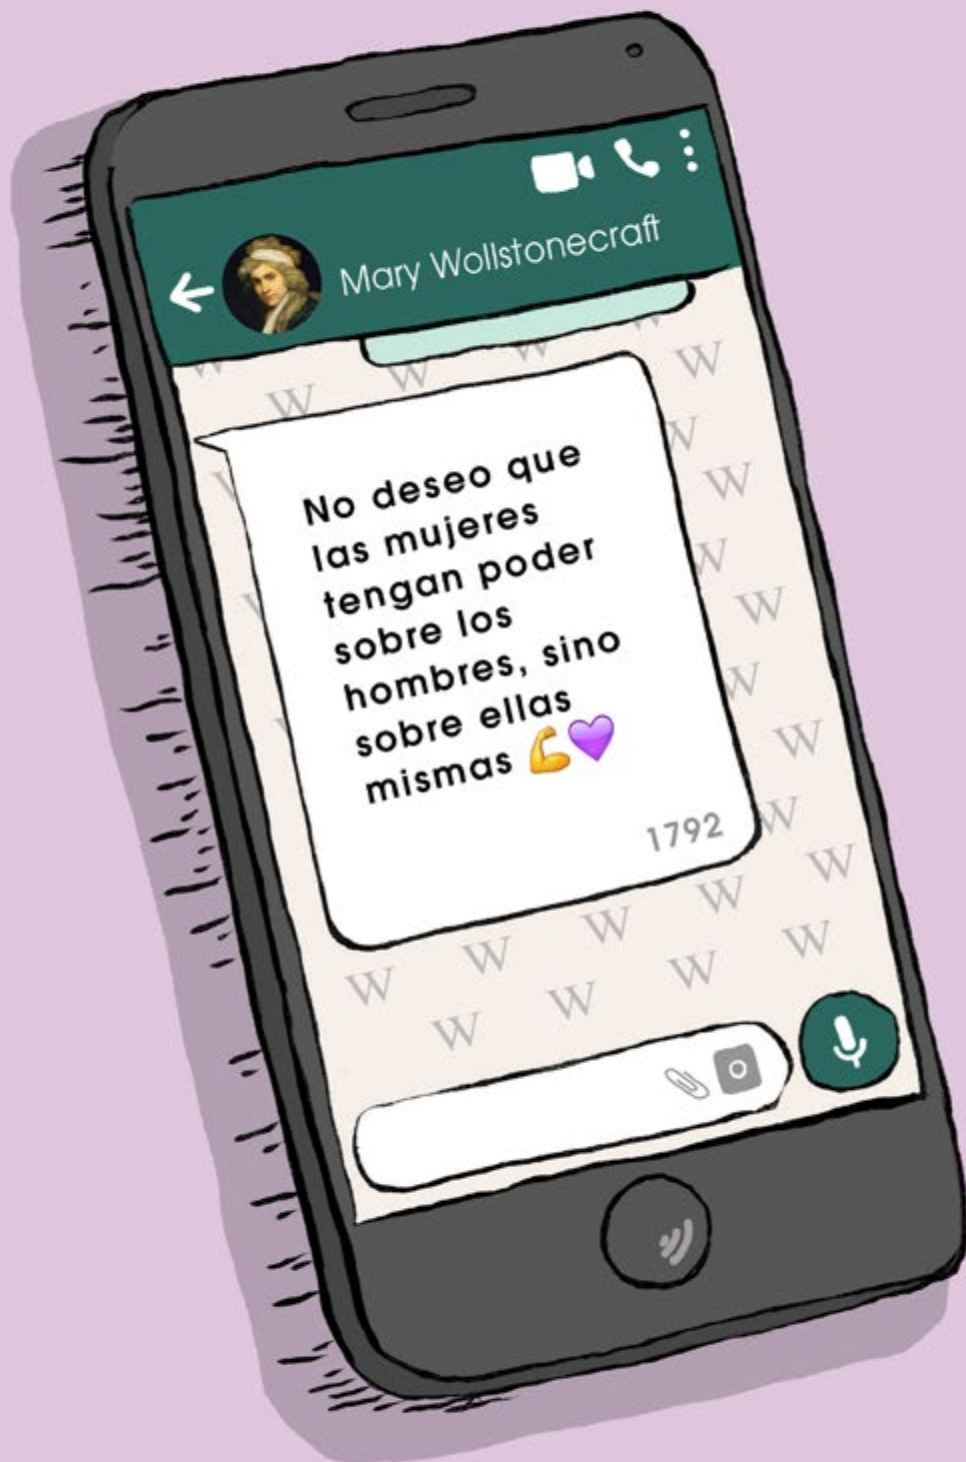 Mary Wollstonecraft
No deseo que
las mujeres
tengan poder
sobre los
hombres, sino
sobre ellas
mismas 💪💜
1792
W W W W
W
W
W
W
W
W
W
W
W W W W W
W W W W